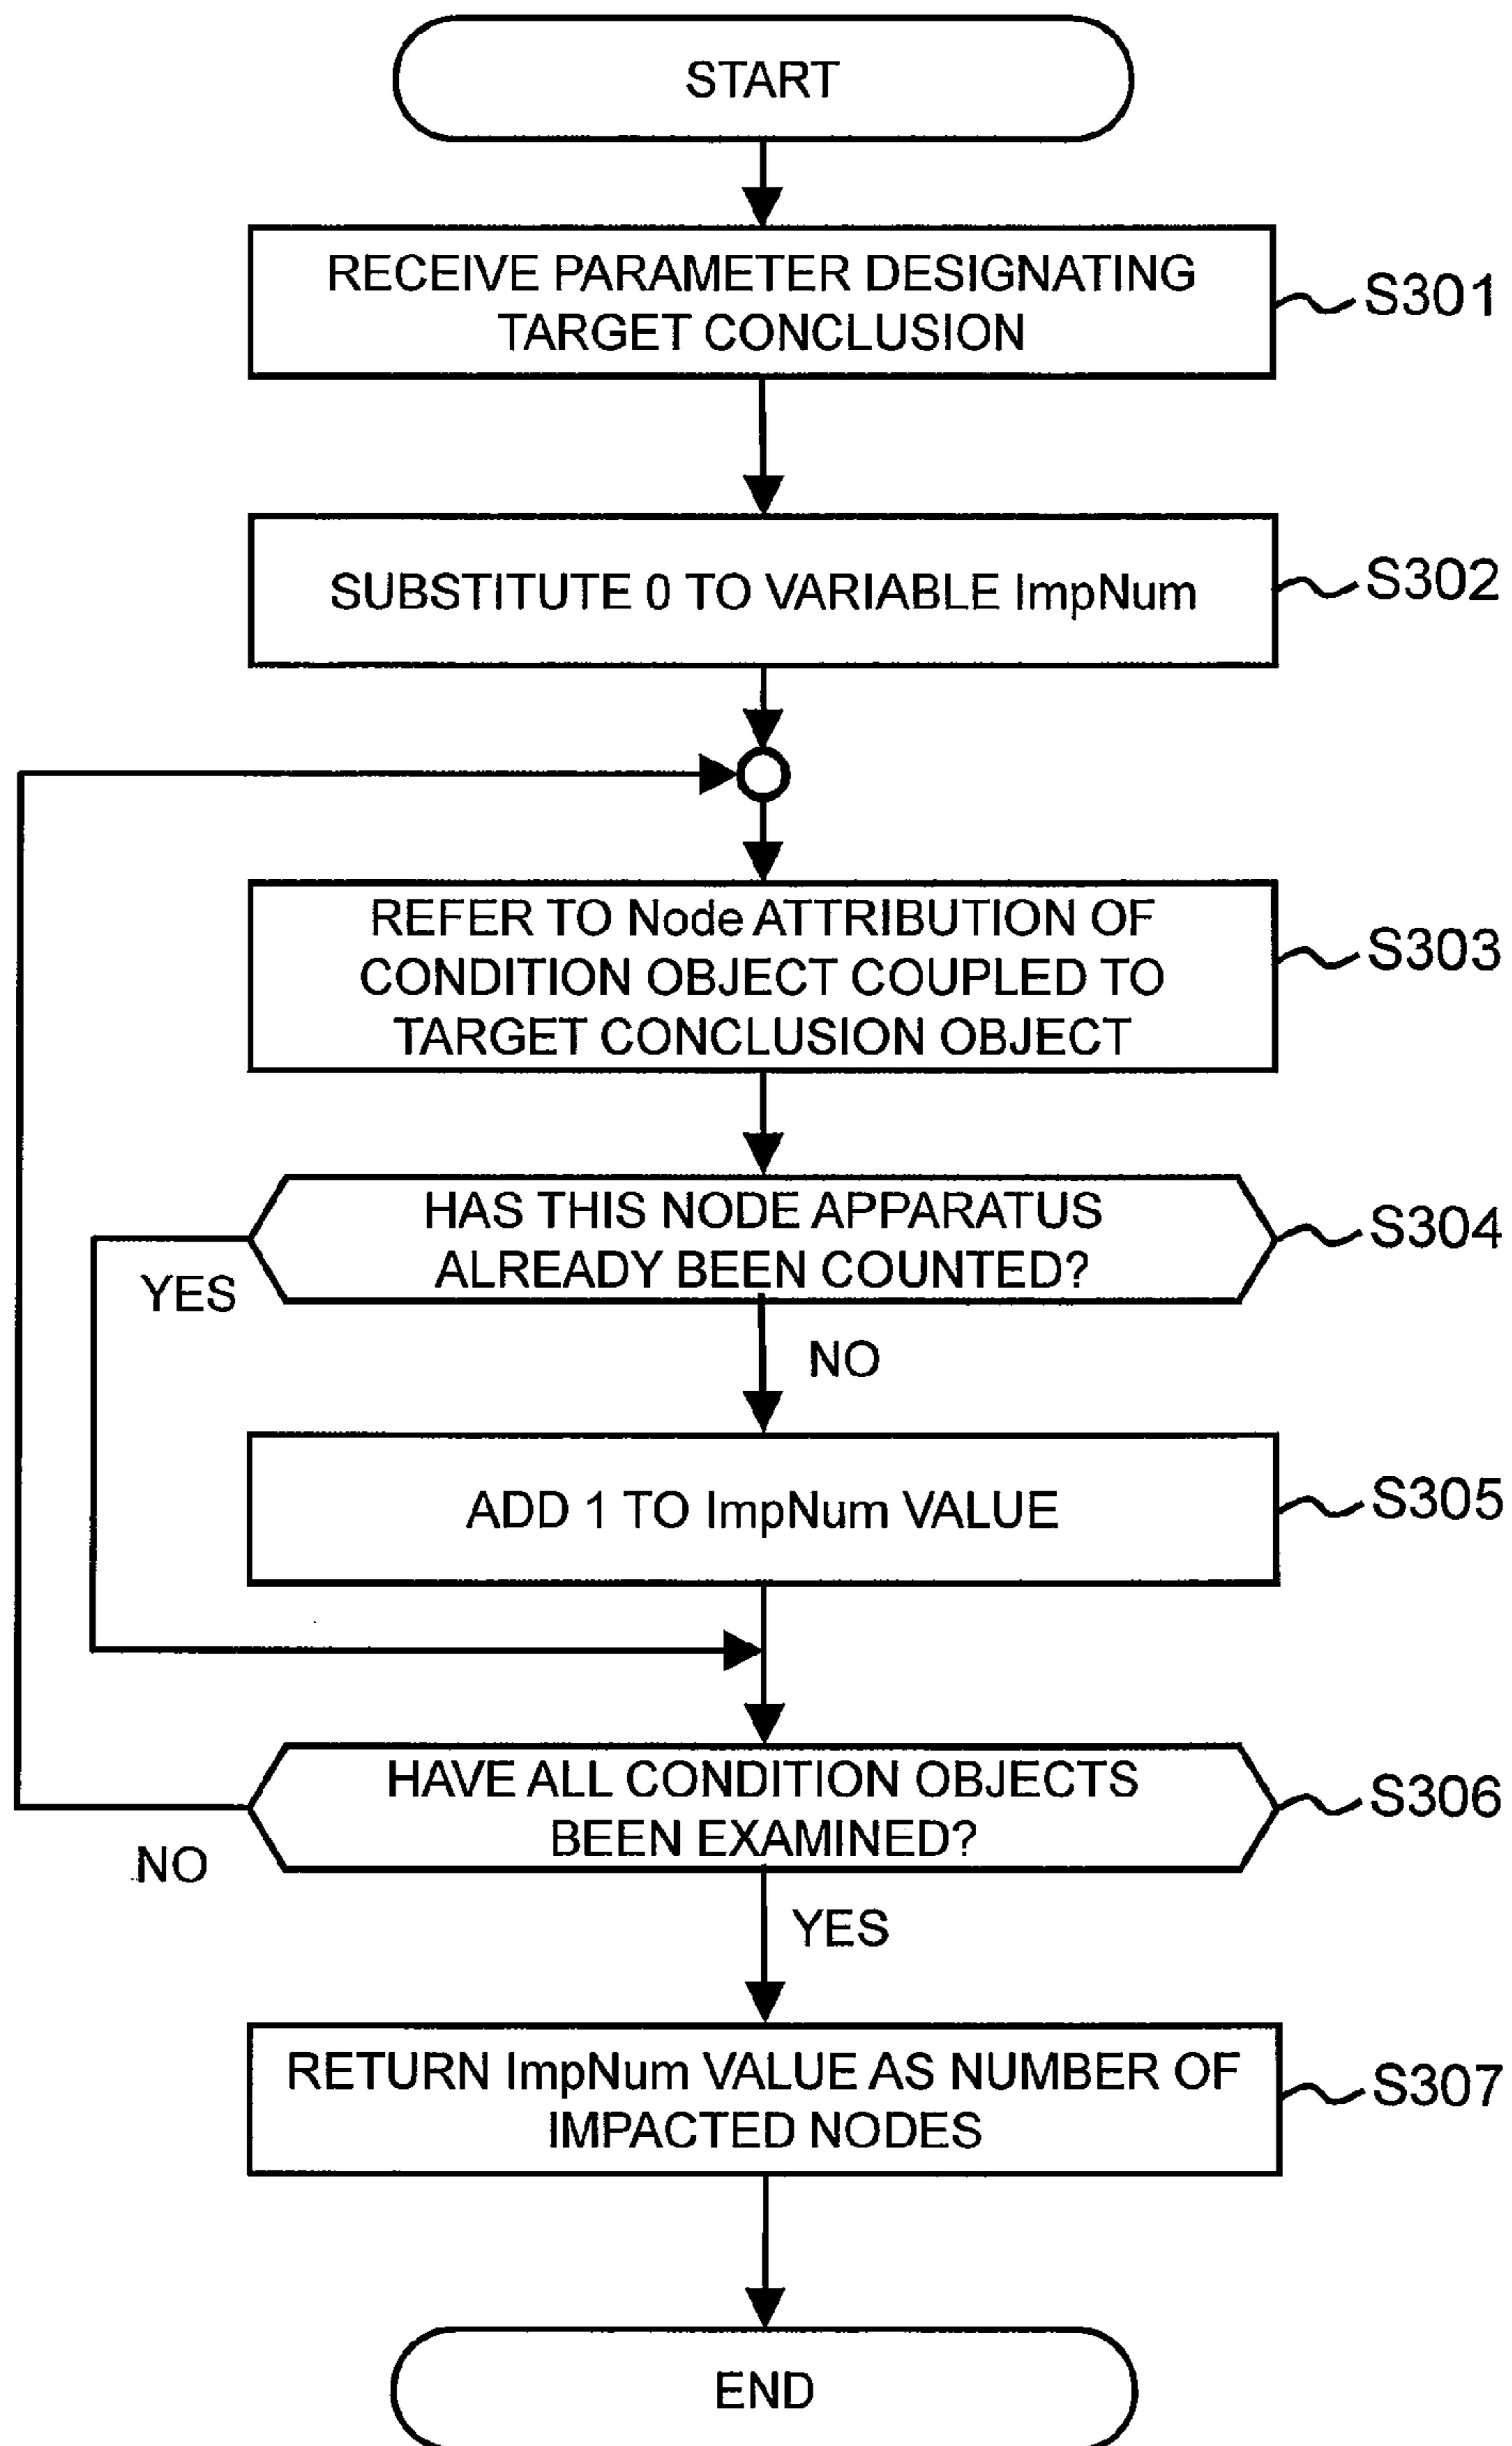 START
RECEIVE PARAMETER DESIGNATING
TARGET CONCLUSION
S301
SUBSTITUTE 0 TO VARIABLE ImpNum
S302
REFER TO Node ATTRIBUTION OF
CONDITION OBJECT COUPLED TO
TARGET CONCLUSION OBJECT
S303
HAS THIS NODE APPARATUS
ALREADY BEEN COUNTED?
S304
YES
NO
ADD 1 TO ImpNum VALUE
S305
HAVE ALL CONDITION OBJECTS
BEEN EXAMINED?
S306
NO
YES
RETURN ImpNum VALUE AS NUMBER OF
IMPACTED NODES
S307
END